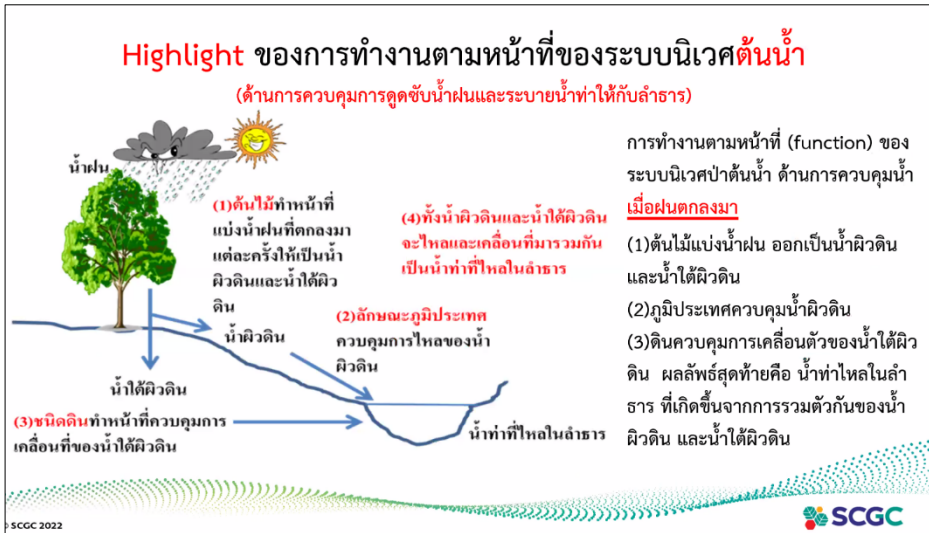 Highlight ของการทำงานตามหน้าที่ของระบบนิเวศต้นน้ำ
(ด้านการควบคุมการดูดซับน้ำฝนและระบายน้ำท่าให้กับลำธาร)
น้ำฝน
(1)ต้นไม้ทำหน้าที่
แบ่งน้ำฝนที่ตกลงมา
แต่ละครั้งให้เป็นน้ำ
ผิวดินและน้ำใต้ผิว
ดิน
(4)ทั้งน้ำผิวดินและน้ำใต้ผิวดิน
จะไหลและเคลื่อนที่มารวมกัน
เป็นน้ำท่าที่ไหลในลำธาร
น้ำผิวดิน
(2)ลักษณะภูมิประเทศ
ควบคุมการไหลของน้ำ
ผิวดิน
น้ำใต้ผิวดิน
(3)ชนิดดินทำหน้าที่ควบคุมการ
เคลื่อนที่ของน้ำใต้ผิวดิน
น้ำท่าที่ไหลในลำธาร
การทำงานตามหน้าที่ (function) ของ
ระบบนิเวศป่าต้นน้ำ ด้านการควบคุมน้ำ
เมื่อฝนตกลงมา
(1)ต้นไม้แบ่งน้ำฝน ออกเป็นน้ำผิวดิน
และน้ำใต้ผิวดิน
(2)ภูมิประเทศควบคุมน้ำผิวดิน
(3)ดินควบคุมการเคลื่อนตัวของน้ำใต้ผิว
ดิน ผลลัพธ์สุดท้ายคือ น้ำท่าไหลในลำ
ธาร ที่เกิดขึ้นจากการรวมตัวกันของน้ำ
ผิวดิน และน้ำใต้ผิวดิน
© SCGC 2022
SCGC